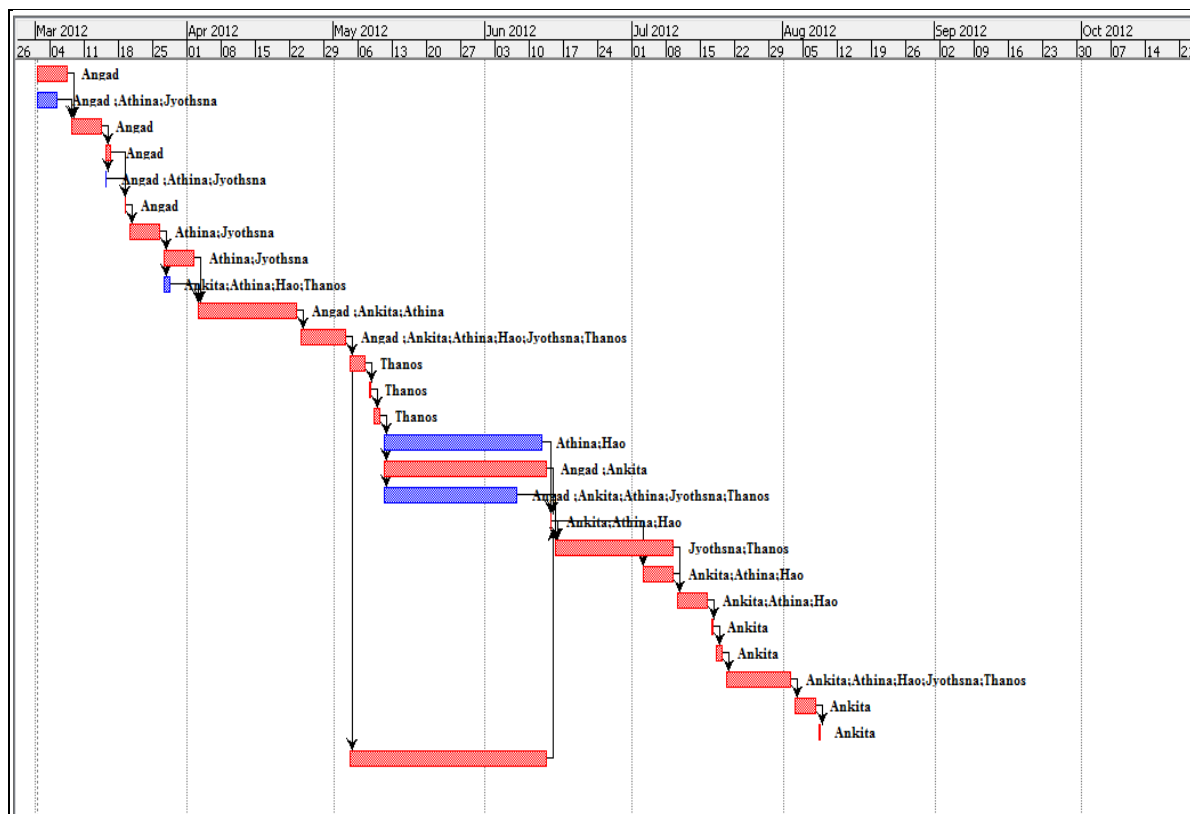 Mar 2012 Apr 2012 May 2012 Jun 2012 Jul 2012 Aug 2012 Sep 2012 Oct 2012
26 04 11 18 25 01 08 15 22 29 06 13 20 27 03 10 17 24 01 08 15 22 29 05 12 19 26 02 09 16 23 30 07 14 21
Angad
Angad ;Athina;Jyothsna
Angad
Angad
Angad ;Athina;Jyothsna
Angad
Athina;Jyothsna
Athina;Jyothsna
Ankita;Athina;Hao;Thanos
Angad ;Ankita;Athina
Angad ;Ankita;Athina;Hao;Jyothsna;Thanos
Thanos
Thanos
Thanos
Athina;Hao
Angad ;Ankita
Angad ;Ankita;Athina;Jyothsna;Thanos
Ankita;Athina;Hao
Jyothsna;Thanos
Ankita;Athina;Hao
Ankita;Athina;Hao
Ankita
Ankita
Ankita;Athina;Hao;Jyothsna;Thanos
Ankita
Ankita